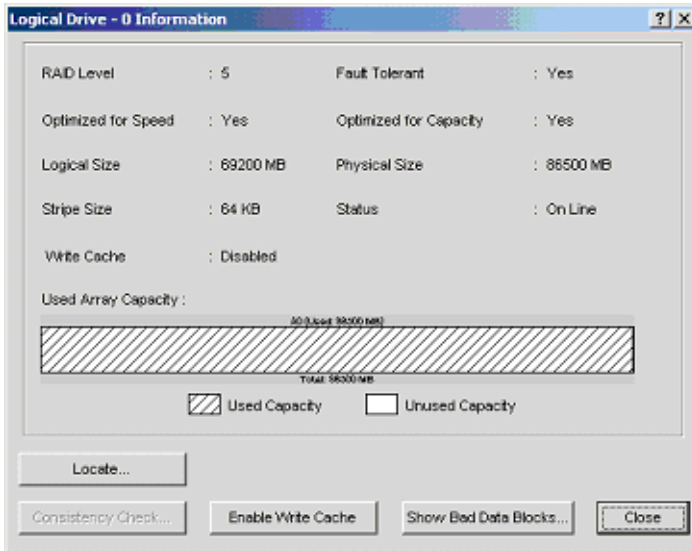 Logical Drive - 0 Information
RAID Level : 5 Fault Tolerant : Yes
Optimized for Speed : Yes Optimized for Capacity : Yes
Logical Size : 69200 MB Physical Size : 86500 MB
Stripe Size : 64 KB Status : On Line
Write Cache : Disabled
Used Array Capacity :
Used Capacity Unused Capacity
Locate...
Consistency Check... Enable Write Cache Show Bad Data Blocks... Close